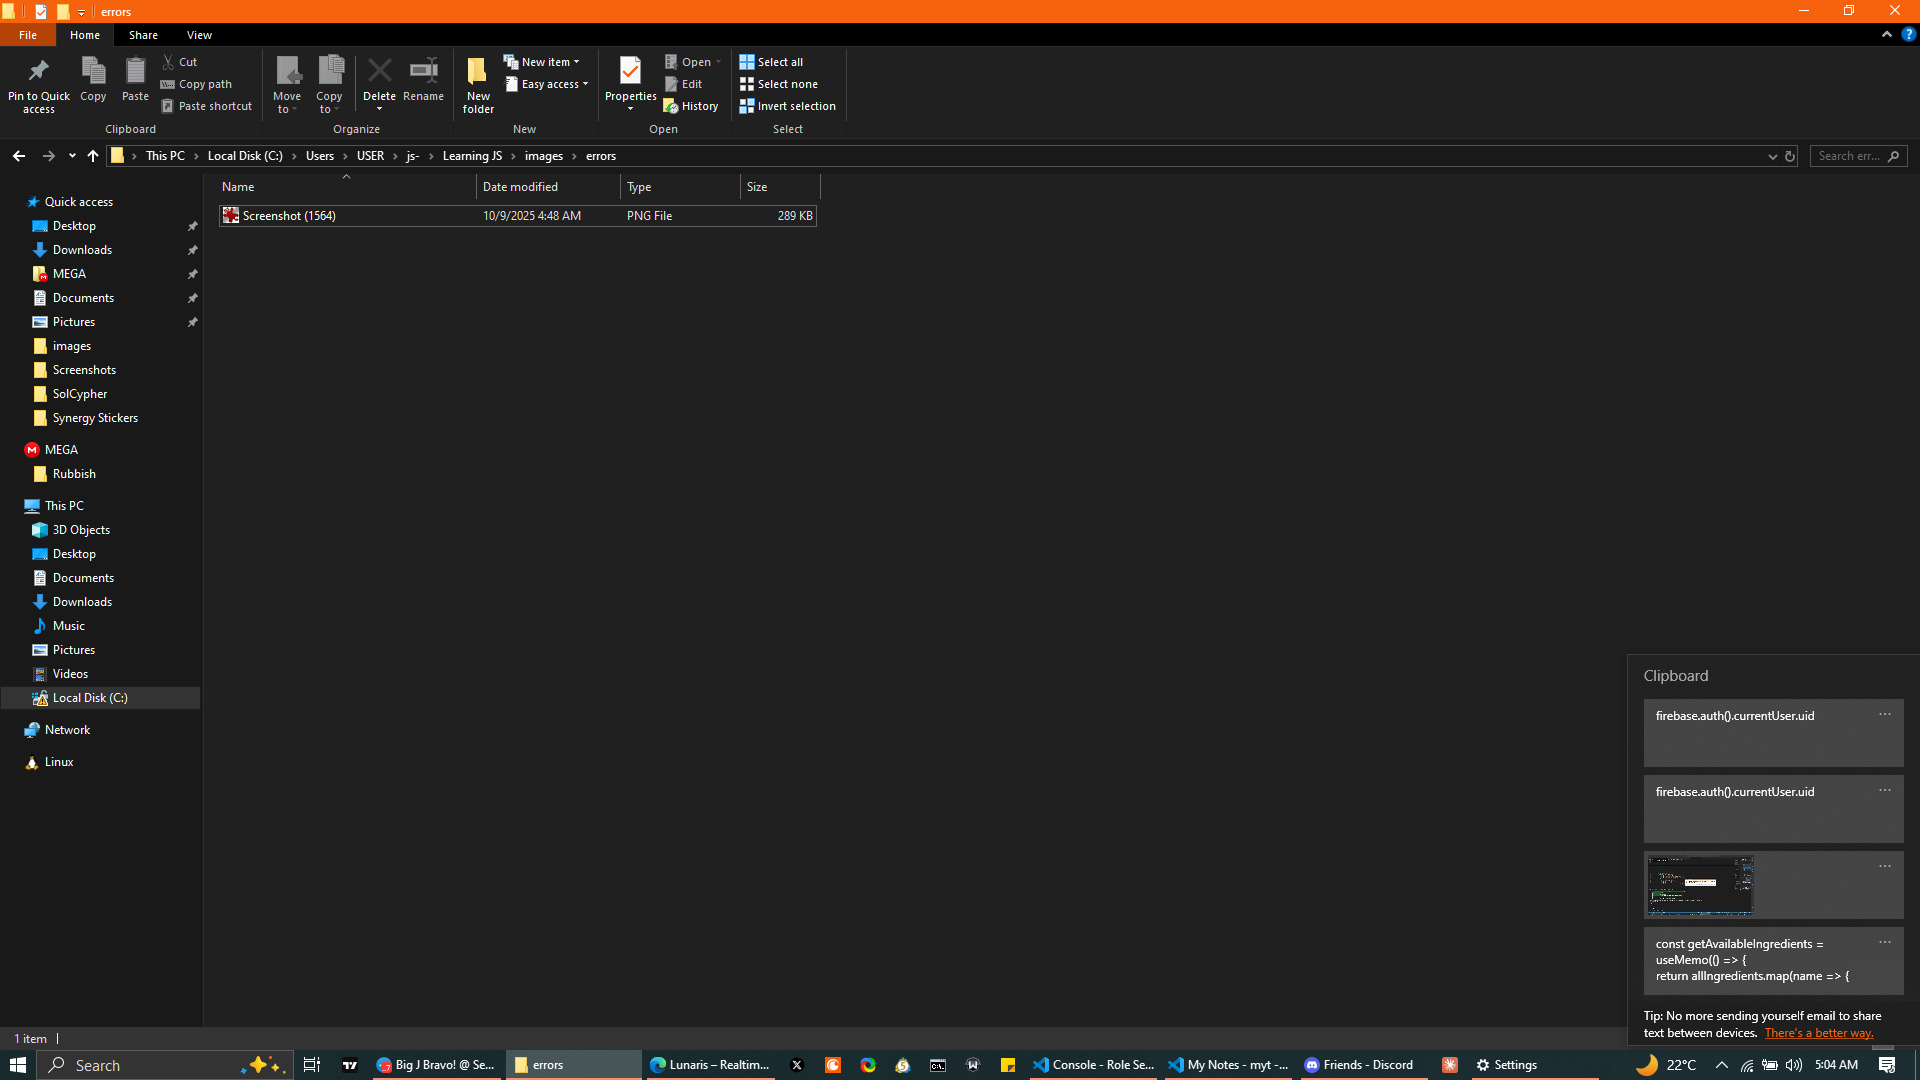 errors
File
Home
Share
View
Pin to Quick
access
Copy
Paste
Cut
Copy path
Paste shortcut
Clipboard
Move
to
Copy
to
Delete
Rename
Organize
New
folder
New item
Easy access
New
Properties
Open
Edit
History
Open
Select all
Select none
Invert selection
Select
This PC > Local Disk (C:) > Users > USER > js- > Learning JS > images > errors
Search err...
Name
Date modified
Type
Size
Screenshot (1564)
10/9/2025 4:48 AM
PNG File
289 KB
Quick access
Desktop
Downloads
MEGA
Documents
Pictures
images
Screenshots
SolCypher
Synergy Stickers
MEGA
Rubbish
This PC
3D Objects
Desktop
Documents
Downloads
Music
Pictures
Videos
Local Disk (C:)
Network
Linux
Clipboard
firebase.auth().currentUser.uid
firebase.auth().currentUser.uid
const getAvailableIngredients =
useMemo(() => {
return allIngredients.map(name => {
Tip: No more sending yourself email to share
text between devices. There's a better way.
1 item
Search
Big J Bravo! @ Se...
errors
Lunaris – Realtim...
Console - Role Se...
My Notes - myt -...
Friends - Discord
Settings
22°C
5:04 AM